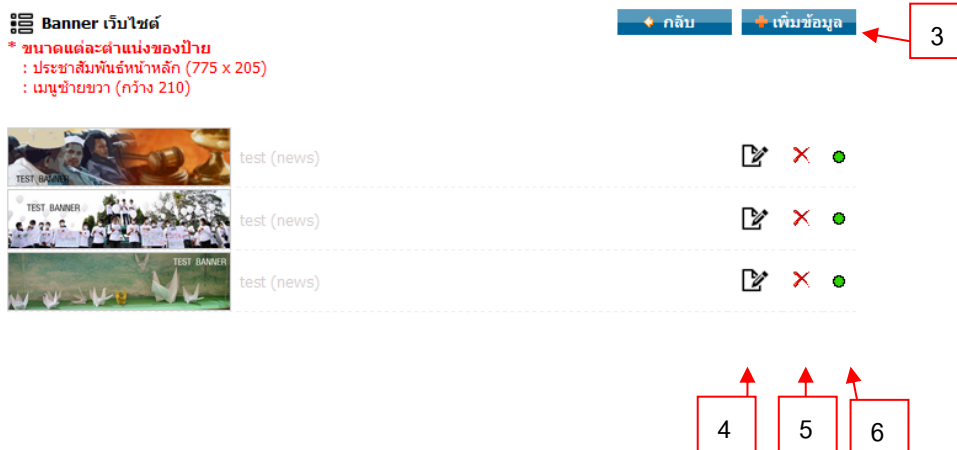 Banner เว็บไซต์
กลับ
เพิ่มข้อมูล
3
* ขนาดแต่ละตำแหน่งของป้าย
: ประชาสัมพันธ์หน้าหลัก (775 x 205)
: เมนูซ้ายขวา (กว้าง 210)
TEST BANNER
test (news)
TEST BANNER
test (news)
TEST BANNER
test (news)
4
5
6